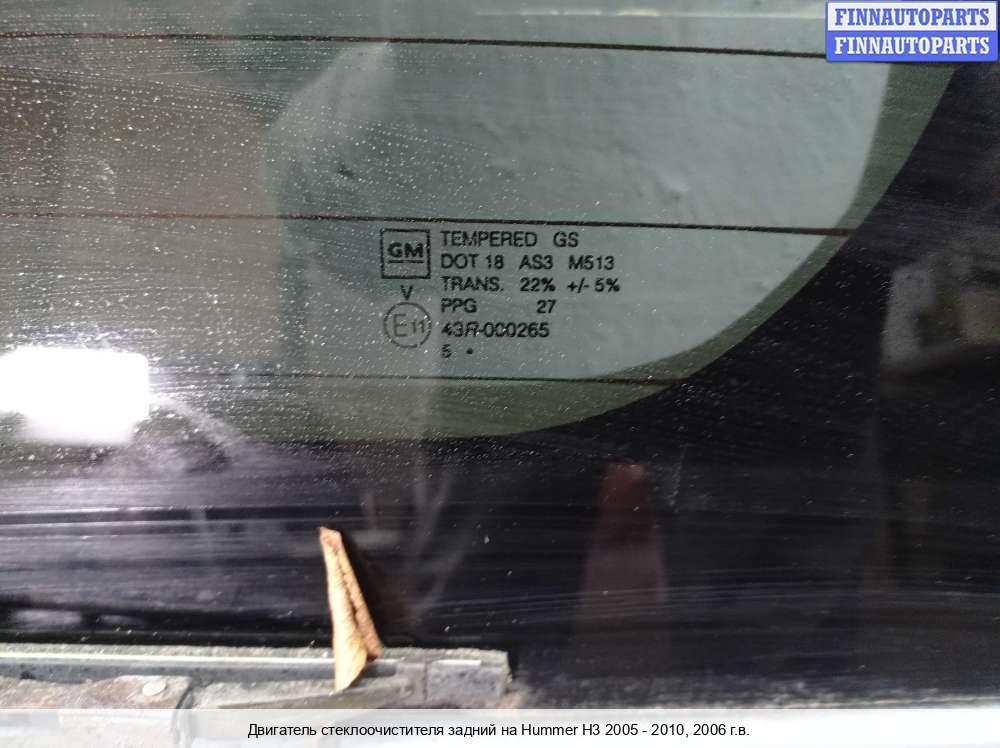 FINNAUTOPARTS
FINNAUTOPARTS
GM
TEMPERED GS
DOT 18 AS3 M513
TRANS. 22% +/- 5%
V
PPG 27
E11
43R-000265
5 •
Двигатель стеклоочистителя задний на Hummer H3 2005 - 2010, 2006 г.в.